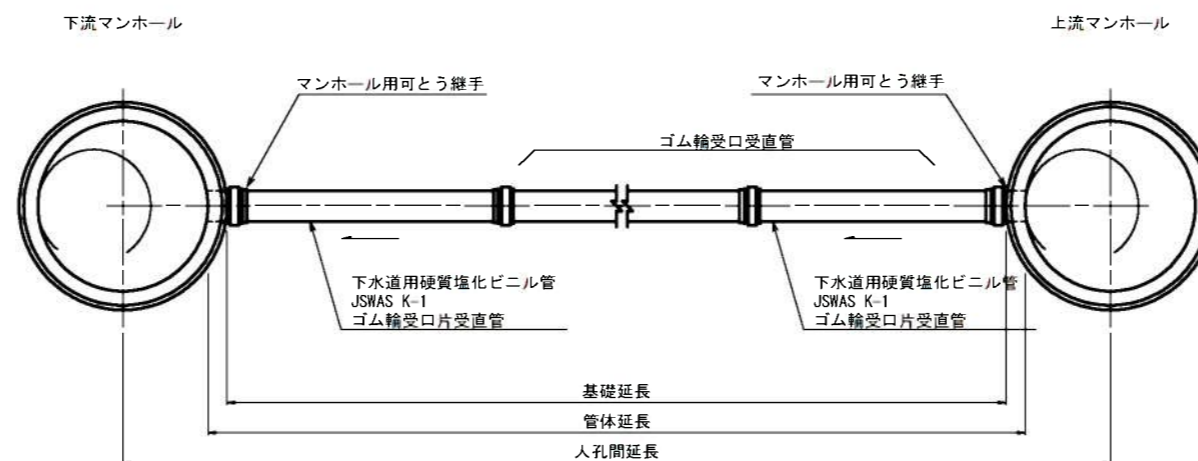 下流マンホール
上流マンホール
マンホール用可とう継手
マンホール用可とう継手
ゴム輪受口受直管
下水道用硬質塩化ビニル管
JSWAS K-1
ゴム輪受口片受直管
下水道用硬質塩化ビニル管
JSWAS K-1
ゴム輪受口片受直管
基礎延長
管体延長
人孔間延長